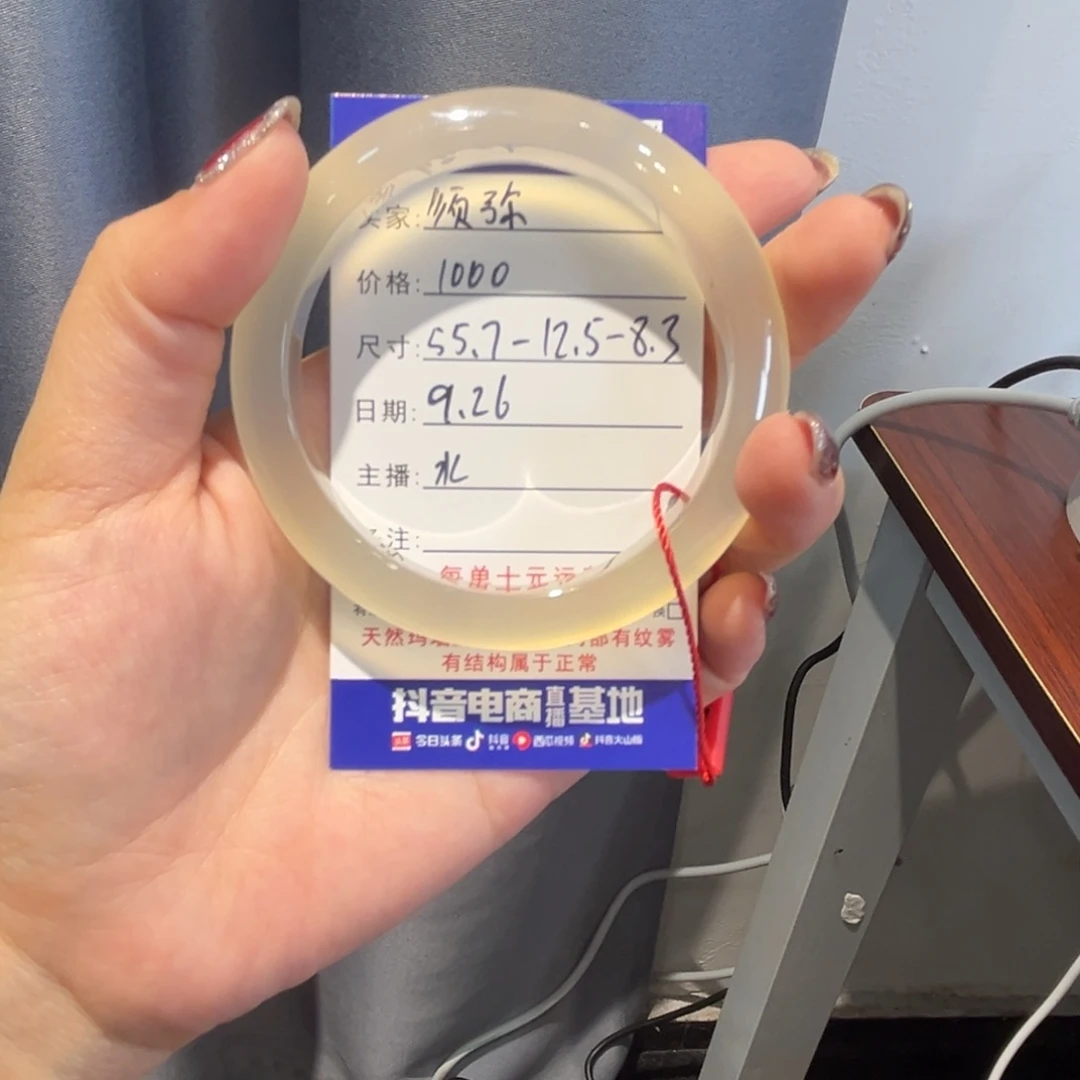 卖家: 须弥
价格: 1000
尺寸: 55.7-12.5-8.3
日期: 9.26
主播: 水
注:
每单十元运
天然玛 部有纹雾
有结构属于正常
抖音电商直播基地
头条 今日头条 抖音 西瓜视频 抖音火山版